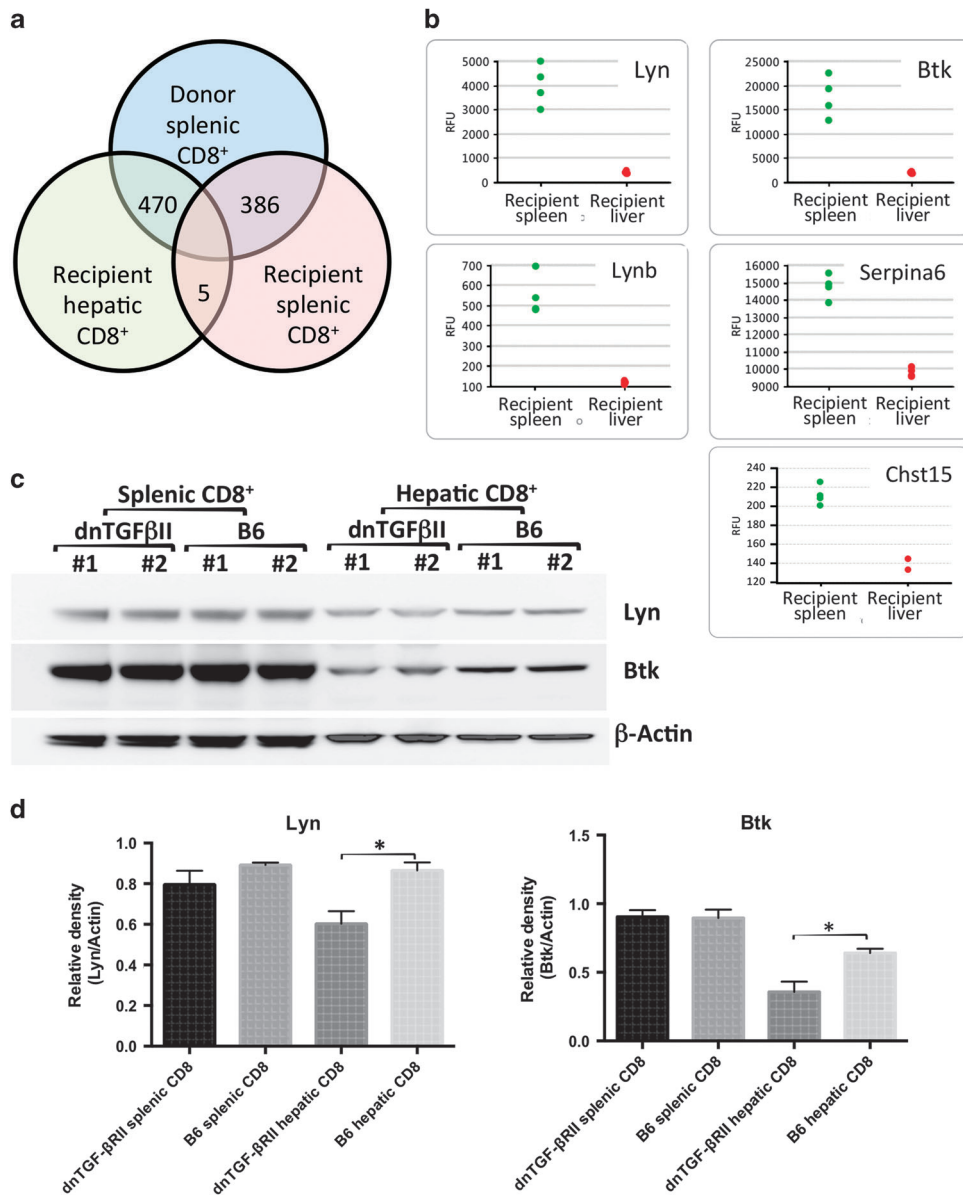 a
Donor
splenic
CD8+
470
386
Recipient
hepatic
CD8+
5
Recipient
splenic
CD8+
b
Lyn
RFU
5000
4000
3000
2000
1000
0
Recipient spleen
Recipient liver
Btk
RFU
25000
20000
15000
10000
5000
0
Recipient spleen
Recipient liver
Lynb
RFU
700
600
500
400
300
200
100
Recipient spleen
Recipient liver
Serpina6
RFU
16000
15000
14000
13000
12000
11000
10000
9000
Recipient spleen
Recipient liver
Chst15
RFU
240
220
200
180
160
140
120
Recipient spleen
Recipient liver
c
Splenic CD8+
Hepatic CD8+
dnTGFβII
B6
dnTGFβII
B6
#1 #2 #1 #2 #1 #2 #1 #2
Lyn
Btk
β-Actin
d
Lyn
Relative density
(Lyn/Actin)
1.0
0.8
0.6
0.4
0.2
0.0
*
dnTGF-βRII splenic CD8
B6 splenic CD8
dnTGF-βRII hepatic CD8
B6 hepatic CD8
Btk
Relative density
(Btk/Actin)
1.5
1.0
0.5
0.0
*
dnTGF-βRII splenic CD8
B6 splenic CD8
dnTGF-βRII hepatic CD8
B6 hepatic CD8